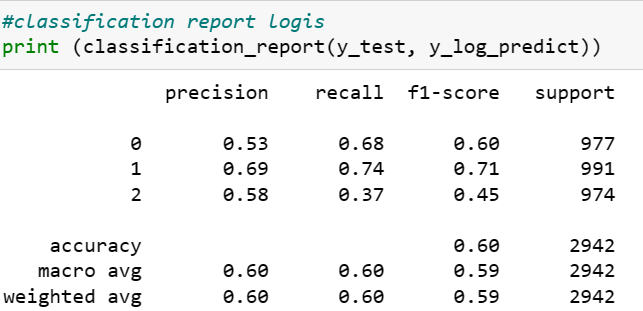 #classification report logis
print (classification_report(y_test, y_log_predict))
precision recall f1-score support
0 0.53 0.68 0.60 977
1 0.69 0.74 0.71 991
2 0.58 0.37 0.45 974
accuracy 0.60 2942
macro avg 0.60 0.60 0.59 2942
weighted avg 0.60 0.60 0.59 2942